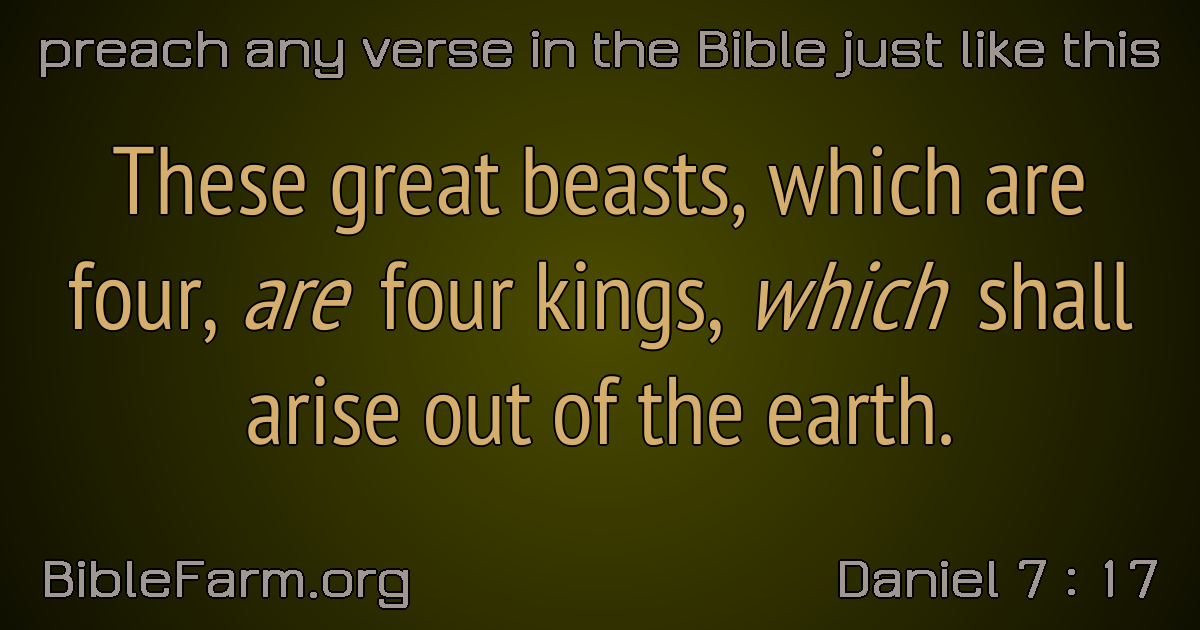 preach any verse in the Bible just like this
These great beasts, which are
four, are four kings, which shall
arise out of the earth.
BibleFarm.org
Daniel 7 : 17